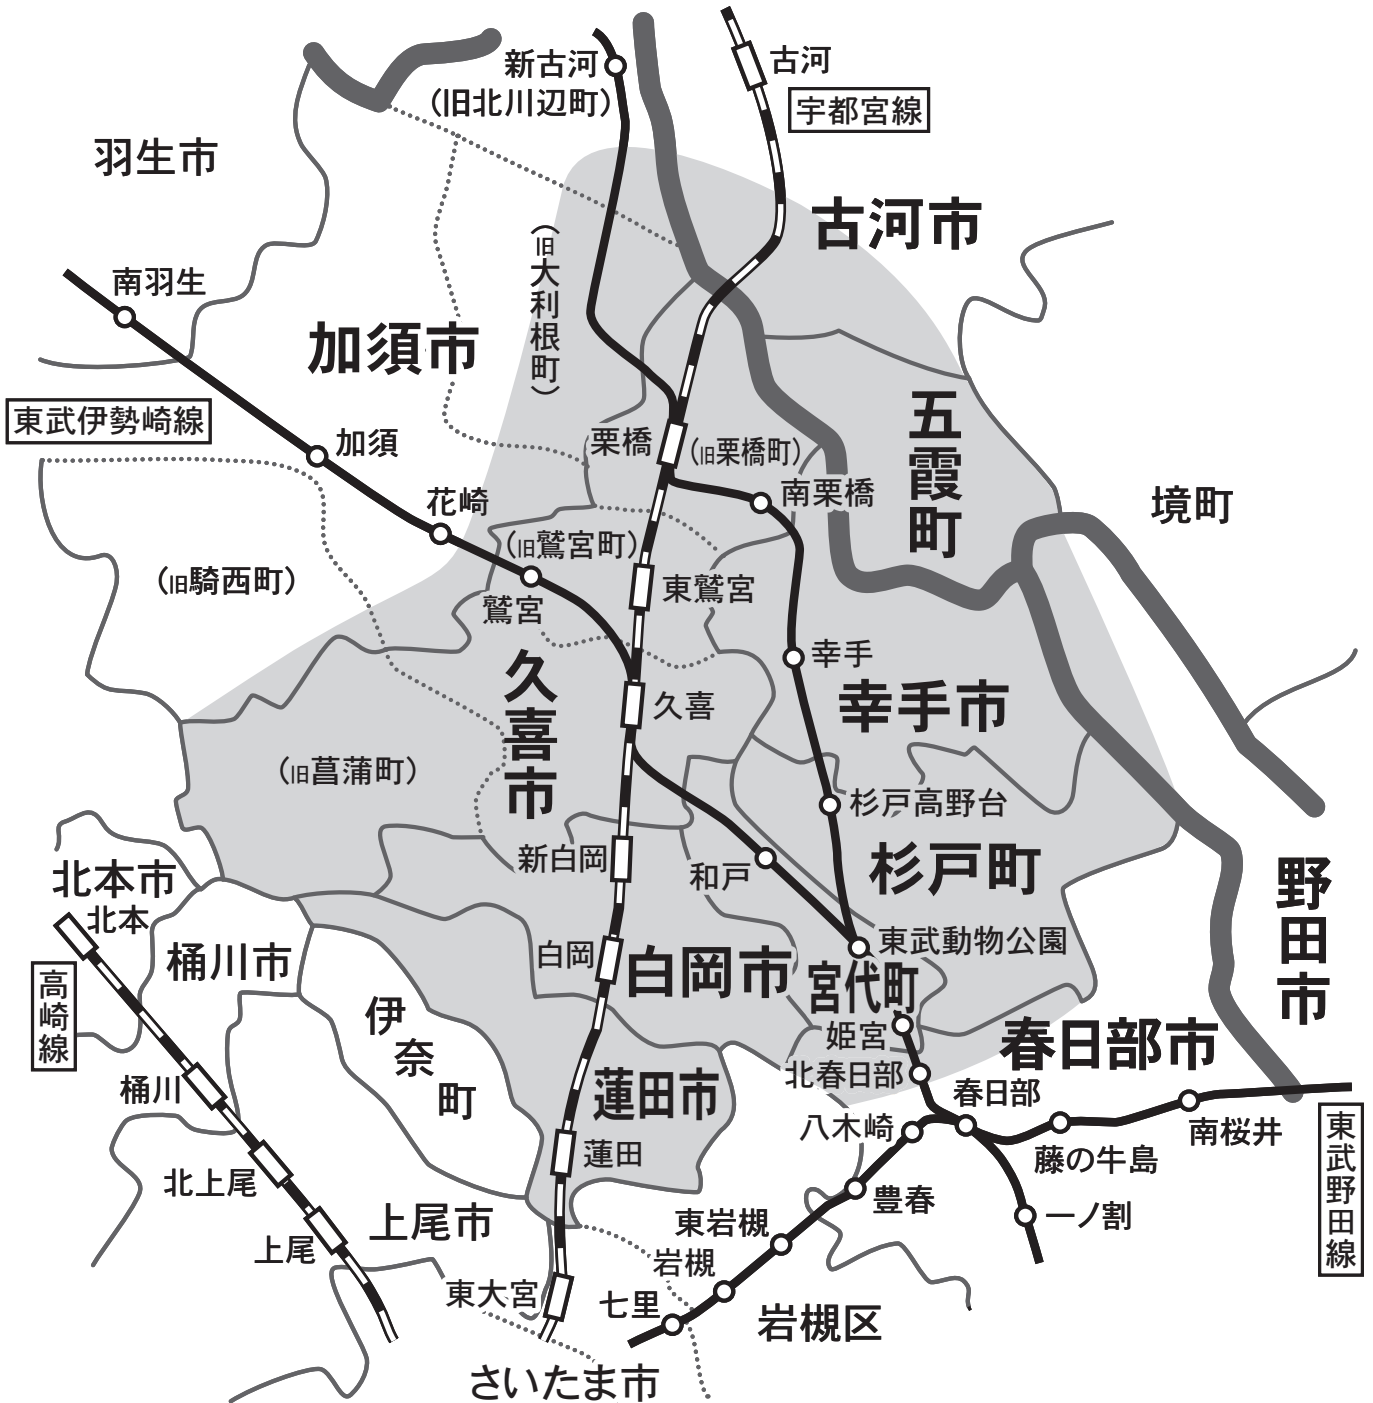 新古河
(旧北川辺町)
古河
宇都宮線
羽生市
古河市
南羽生
(旧大利根町)
加須市
東武伊勢崎線
加須
栗橋
(旧栗橋町)
五霞町
南栗橋
境町
花崎
(旧鷲宮町)
(旧騎西町)
鷲宮
東鷲宮
幸手
久喜市
久喜
幸手市
(旧菖蒲町)
杉戸高野台
新白岡
和戸
杉戸町
野田市
北本市
北本
東武動物公園
桶川市
白岡
白岡市
宮代町
高崎線
伊奈町
姫宮
春日部市
桶川
蓮田市
北春日部
春日部
八木崎
南桜井
東武野田線
蓮田
藤の牛島
北上尾
豊春
一ノ割
上尾市
東岩槻
上尾
岩槻
東大宮
七里
岩槻区
さいたま市